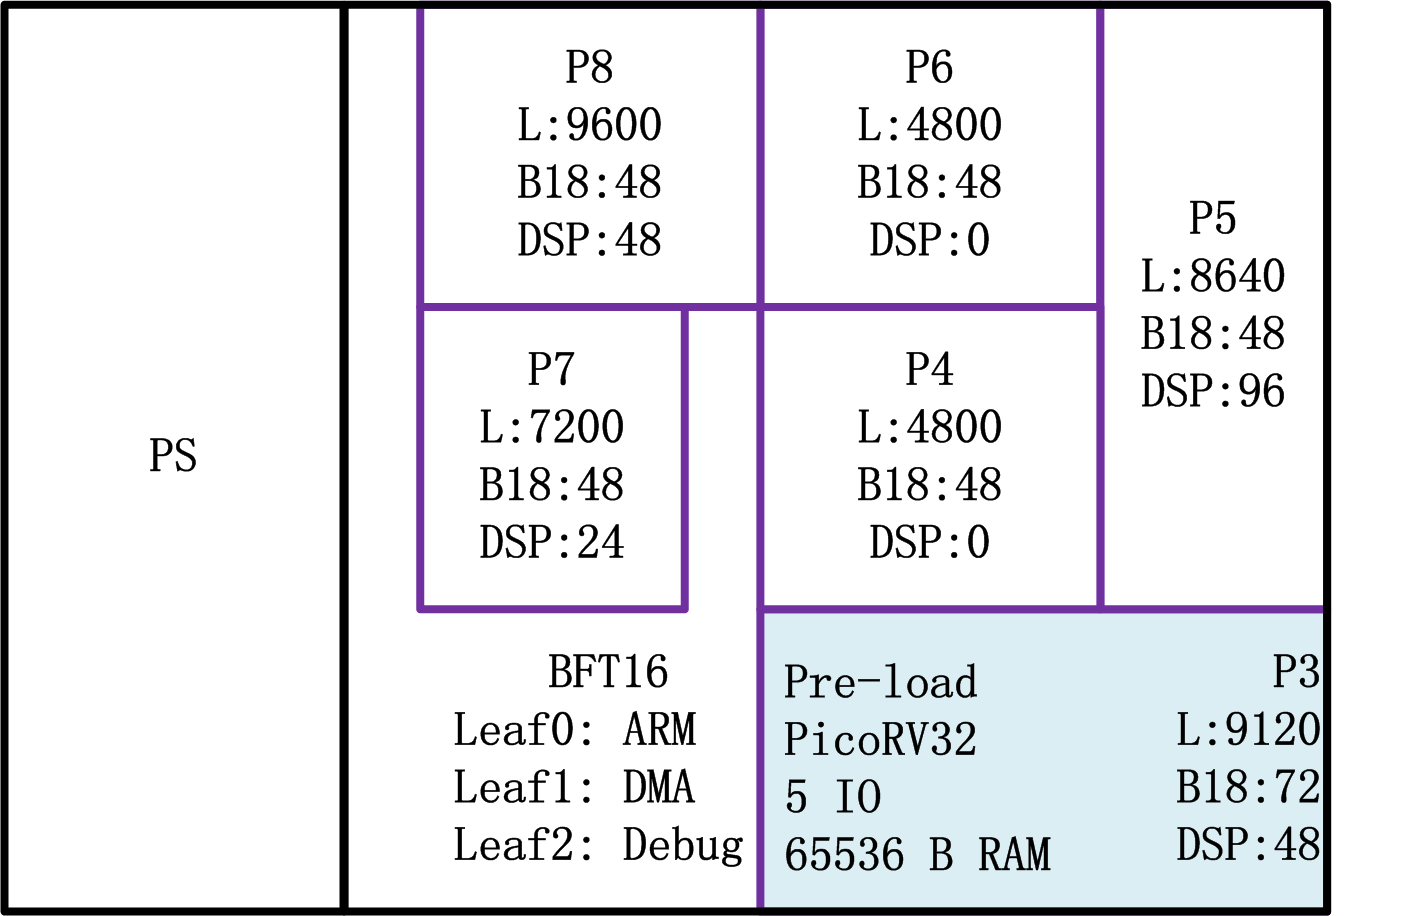 PS
P8
L:9600
B18:48
DSP:48
P6
L:4800
B18:48
DSP:0
P5
L:8640
B18:48
DSP:96
P7
L:7200
B18:48
DSP:24
P4
L:4800
B18:48
DSP:0
BFT16
Leaf0: ARM
Leaf1: DMA
Leaf2: Debug
Pre-load
PicoRV32
5 IO
65536 B RAM
P3
L:9120
B18:72
DSP:48